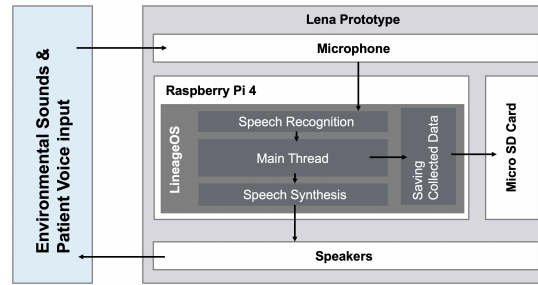 Environmental Sounds &
Patient Voice input
Lena Prototype
Microphone
Raspberry Pi 4
LineageOS
Speech Recognition
Main Thread
Speech Synthesis
Saving
Collected Data
Micro SD Card
Speakers